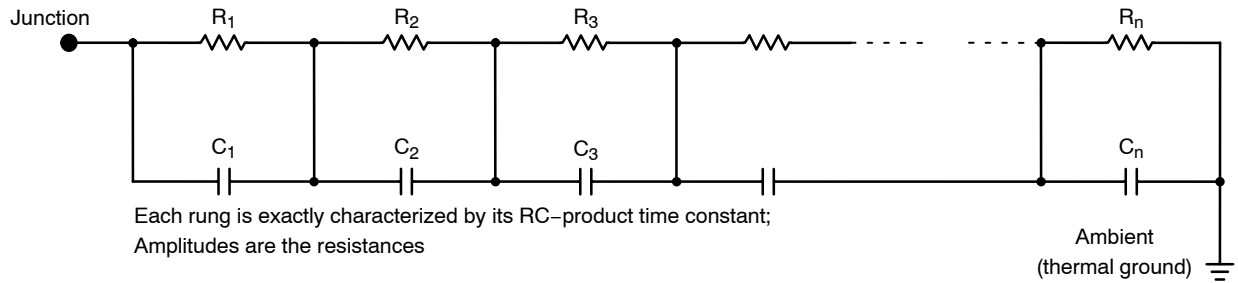 Junction
R1
R2
R3
Rn
C1
C2
C3
Cn
Each rung is exactly characterized by its RC−product time constant;
Amplitudes are the resistances
Ambient
(thermal ground)